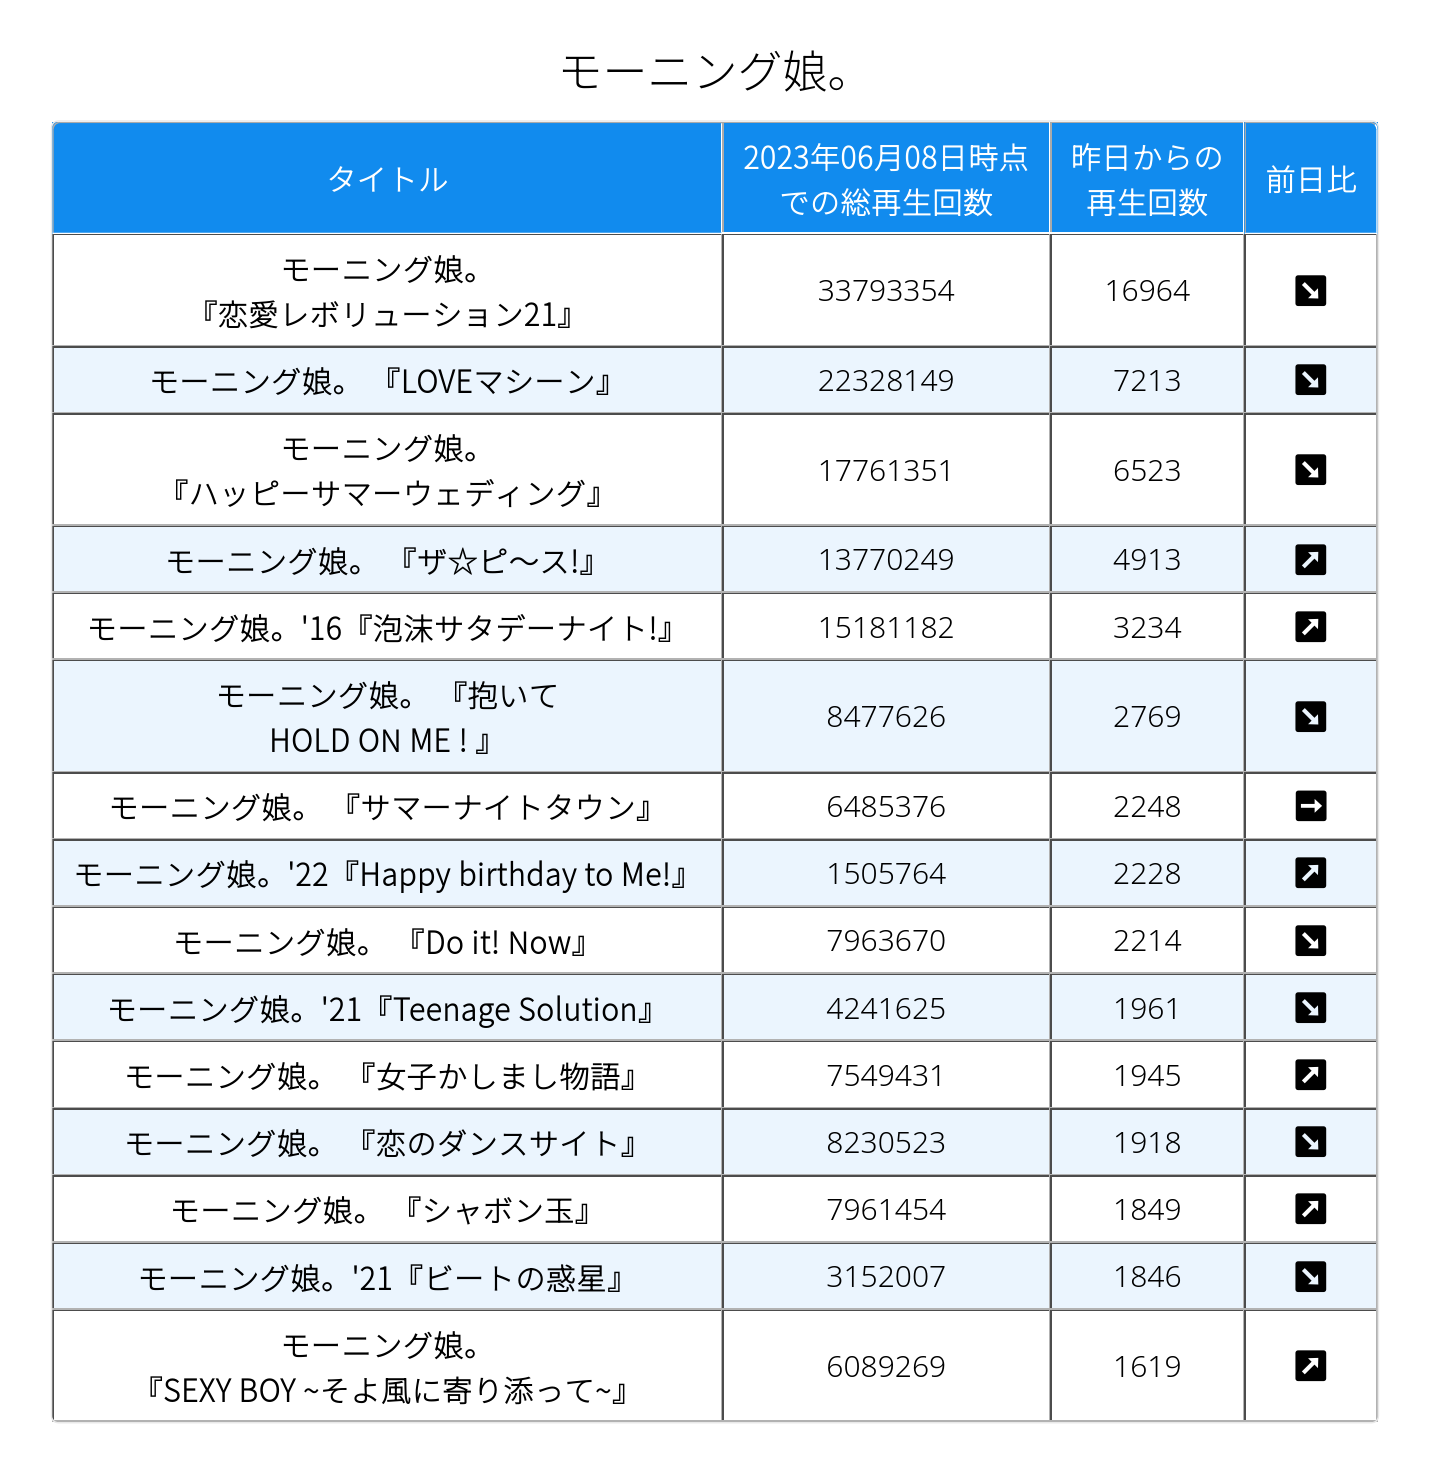 モーニング娘。
タイトル
2023年06月08日時点
での総再生回数
昨日からの
再生回数
前日比
モーニング娘。
『恋愛レボリューション21』
33793354
16964
モーニング娘。 『LOVEマシーン』
22328149
7213
モーニング娘。
『ハッピーサマーウェディング』
17761351
6523
モーニング娘。 『ザ☆ピ〜ス!』
13770249
4913
モーニング娘。'16『泡沫サタデーナイト!』
15181182
3234
モーニング娘。 『抱いて
HOLD ON ME ! 』
8477626
2769
モーニング娘。 『サマーナイトタウン』
6485376
2248
モーニング娘。'22『Happy birthday to Me!』
1505764
2228
モーニング娘。 『Do it! Now』
7963670
2214
モーニング娘。'21『Teenage Solution』
4241625
1961
モーニング娘。 『女子かしまし物語』
7549431
1945
モーニング娘。 『恋のダンスサイト』
8230523
1918
モーニング娘。 『シャボン玉』
7961454
1849
モーニング娘。'21『ビートの惑星』
3152007
1846
モーニング娘。
『SEXY BOY ~そよ風に寄り添って~』
6089269
1619